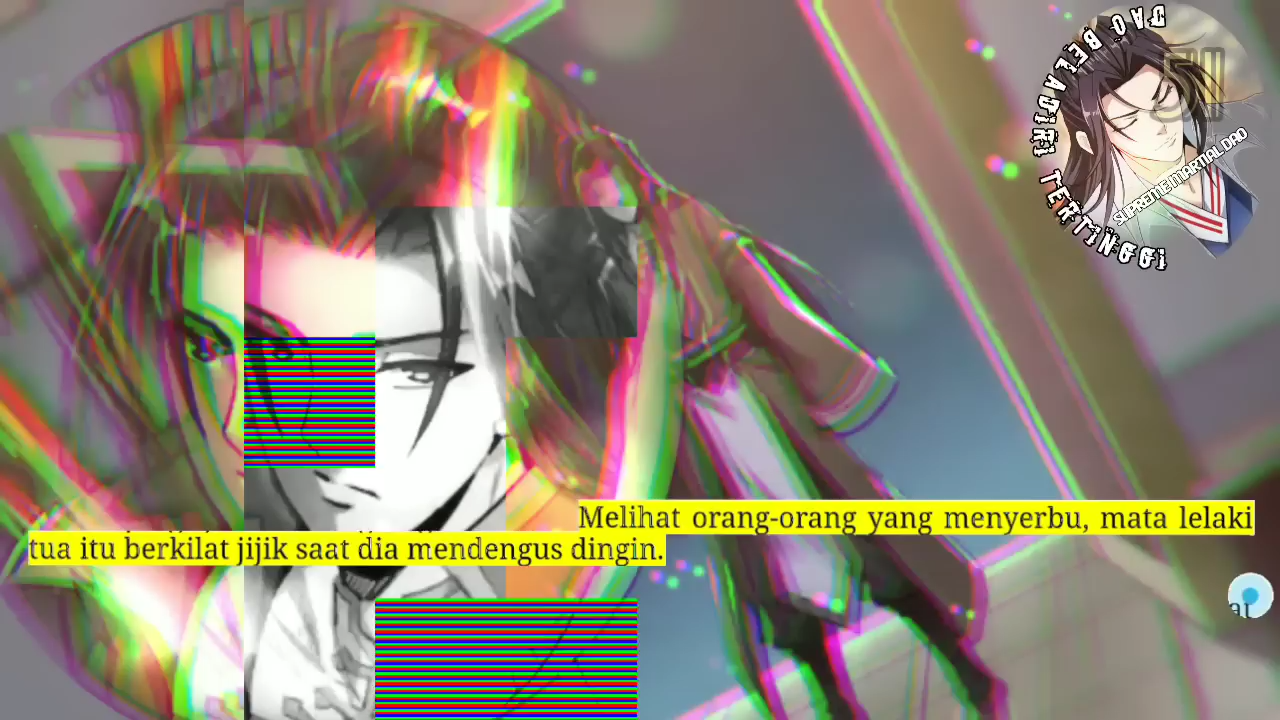 DAO BELADIRI TERTINGGI
SUPREME MARTIAL DAO
Melihat orang-orang yang menyerbu, mata lelaki
tua itu berkilat jijik saat dia mendengus dingin.